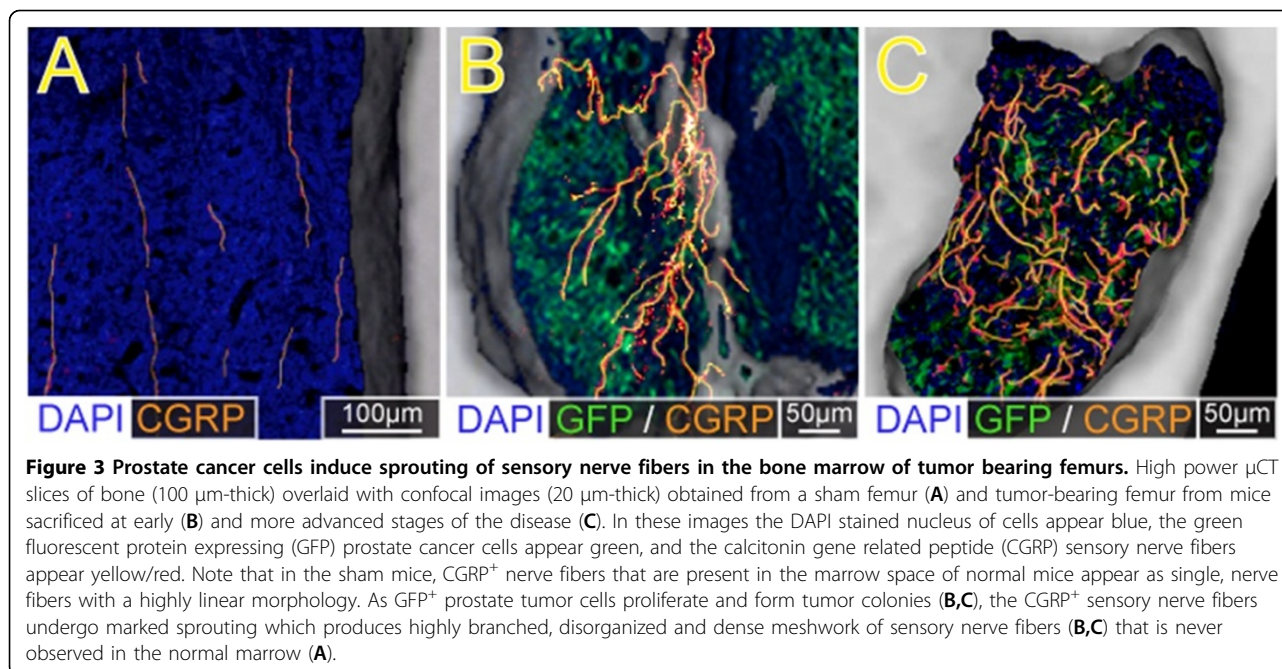 A
B
C
DAPI CGRP 100µm
DAPI GFP / CGRP 50µm
DAPI GFP / CGRP 50µm
Figure 3 Prostate cancer cells induce sprouting of sensory nerve fibers in the bone marrow of tumor bearing femurs. High power µCT
slices of bone (100 µm-thick) overlaid with confocal images (20 µm-thick) obtained from a sham femur (A) and tumor-bearing femur from mice
sacrificed at early (B) and more advanced stages of the disease (C). In these images the DAPI stained nucleus of cells appear blue, the green
fluorescent protein expressing (GFP) prostate cancer cells appear green, and the calcitonin gene related peptide (CGRP) sensory nerve fibers
appear yellow/red. Note that in the sham mice, CGRP⁺ nerve fibers that are present in the marrow space of normal mice appear as single, nerve
fibers with a highly linear morphology. As GFP⁺ prostate tumor cells proliferate and form tumor colonies (B,C), the CGRP⁺ sensory nerve fibers
undergo marked sprouting which produces highly branched, disorganized and dense meshwork of sensory nerve fibers (B,C) that is never
observed in the normal marrow (A).